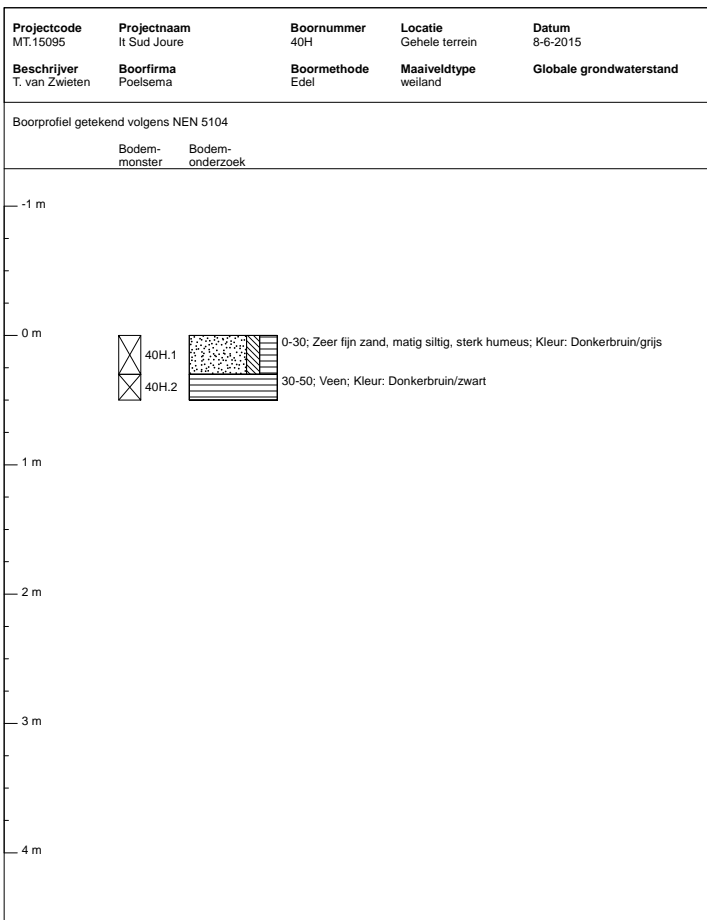 Projectcode Projectnaam Boornummer Locatie Datum
MT.15095 It Sud Joure 40H Gehele terrein 8-6-2015
Beschrijver Boorfirma Boormethode Maaiveldtype Globale grondwaterstand
T. van Zwieten Poelsema Edel weiland
Boorprofiel getekend volgens NEN 5104
Bodem- Bodem-
monster onderzoek
-1 m
0 m
0-30; Zeer fijn zand, matig siltig, sterk humeus; Kleur: Donkerbruin/grijs
40H.1
30-50; Veen; Kleur: Donkerbruin/zwart
40H.2
1 m
2 m
3 m
4 m